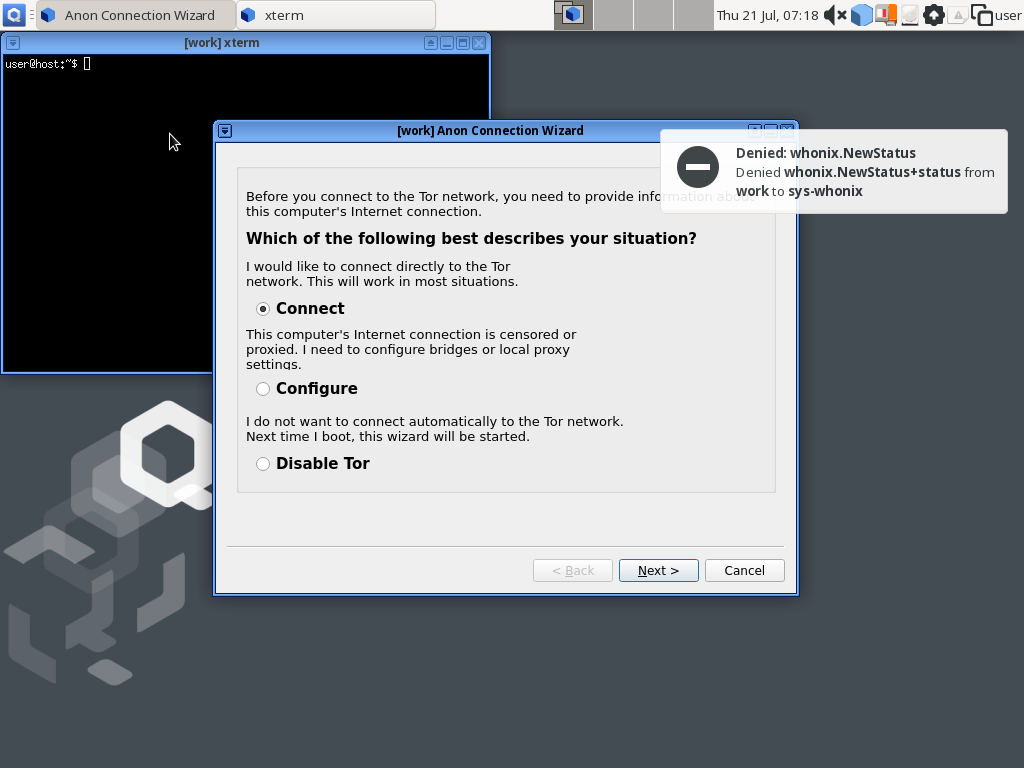 Anon Connection Wizard
xterm
Thu 21 Jul, 07:18
user
[work] xterm
user@host:~$
[work] Anon Connection Wizard
Denied: whonix.NewStatus
Denied whonix.NewStatus+status from
work to sys-whonix
Before you connect to the Tor network, you need to provide information about
this computer's Internet connection.
Which of the following best describes your situation?
I would like to connect directly to the Tor
network. This will work in most situations.
Connect
This computer's Internet connection is censored or
proxied. I need to configure bridges or local proxy
settings.
Configure
I do not want to connect automatically to the Tor network.
Next time I boot, this wizard will be started.
Disable Tor
< Back
Next >
Cancel